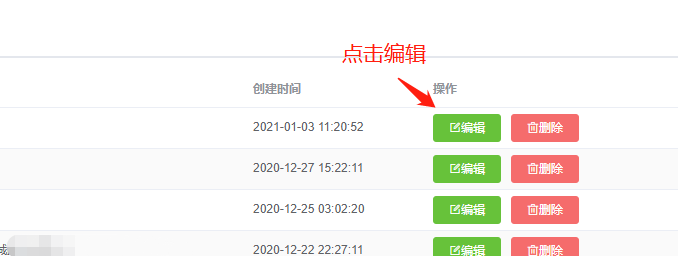 点击编辑
创建时间 操作
2021-01-03 11:20:52 编辑 删除
2020-12-27 15:22:11 编辑 删除
2020-12-25 03:02:20 编辑 删除
2020-12-22 22:27:11 编辑 删除